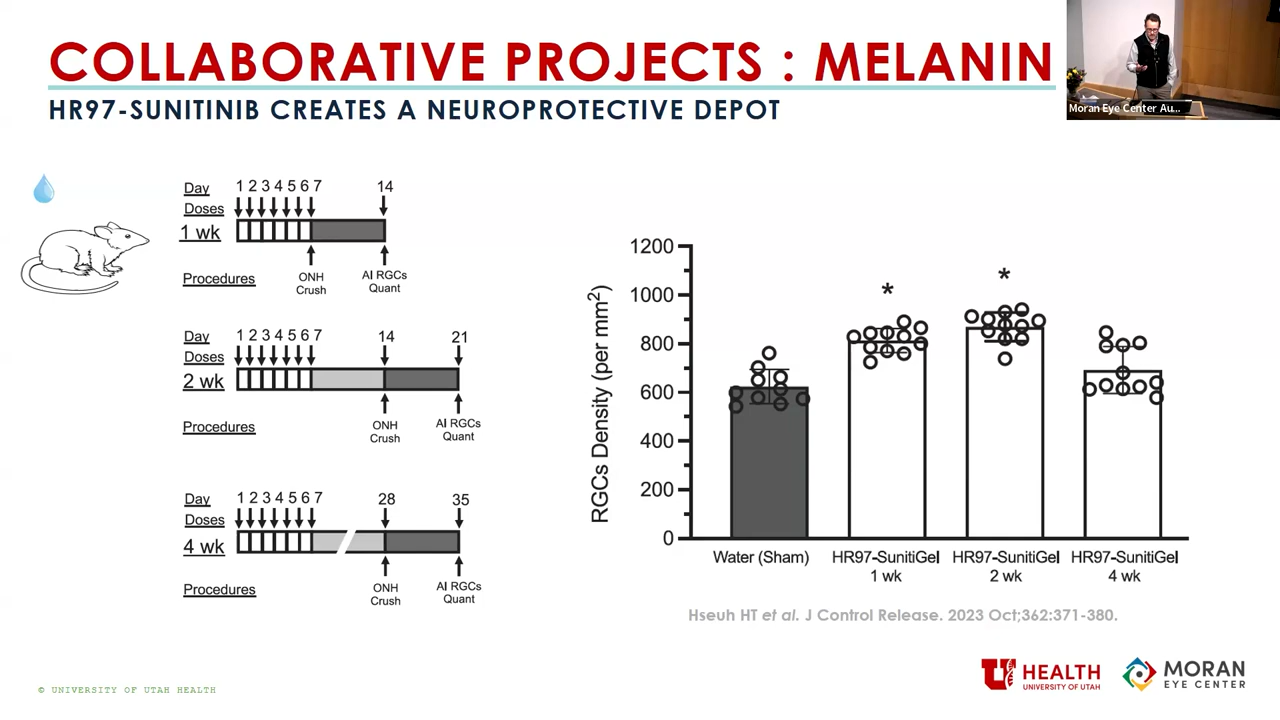 COLLABORATIVE PROJECTS : MELANIN
HR97-SUNITINIB CREATES A NEUROPROTECTIVE DEPOT
Moran Eye Center Au...
Day 1 2 3 4 5 6 7 14
Doses
1 wk
Procedures ONH Crush AI RGCs Quant
Day 1 2 3 4 5 6 7 14 21
Doses
2 wk
Procedures ONH Crush AI RGCs Quant
Day 1 2 3 4 5 6 7 28 35
Doses
4 wk
Procedures ONH Crush AI RGCs Quant
RGCs Density (per mm²)
1200
1000
800
600
400
200
0
* *
Water (Sham)
HR97-SunitiGel 1 wk
HR97-SunitiGel 2 wk
HR97-SunitiGel 4 wk
Hseuh HT et al. J Control Release. 2023 Oct;362:371-380.
© UNIVERSITY OF UTAH HEALTH
U HEALTH
UNIVERSITY OF UTAH
MORAN
EYE CENTER